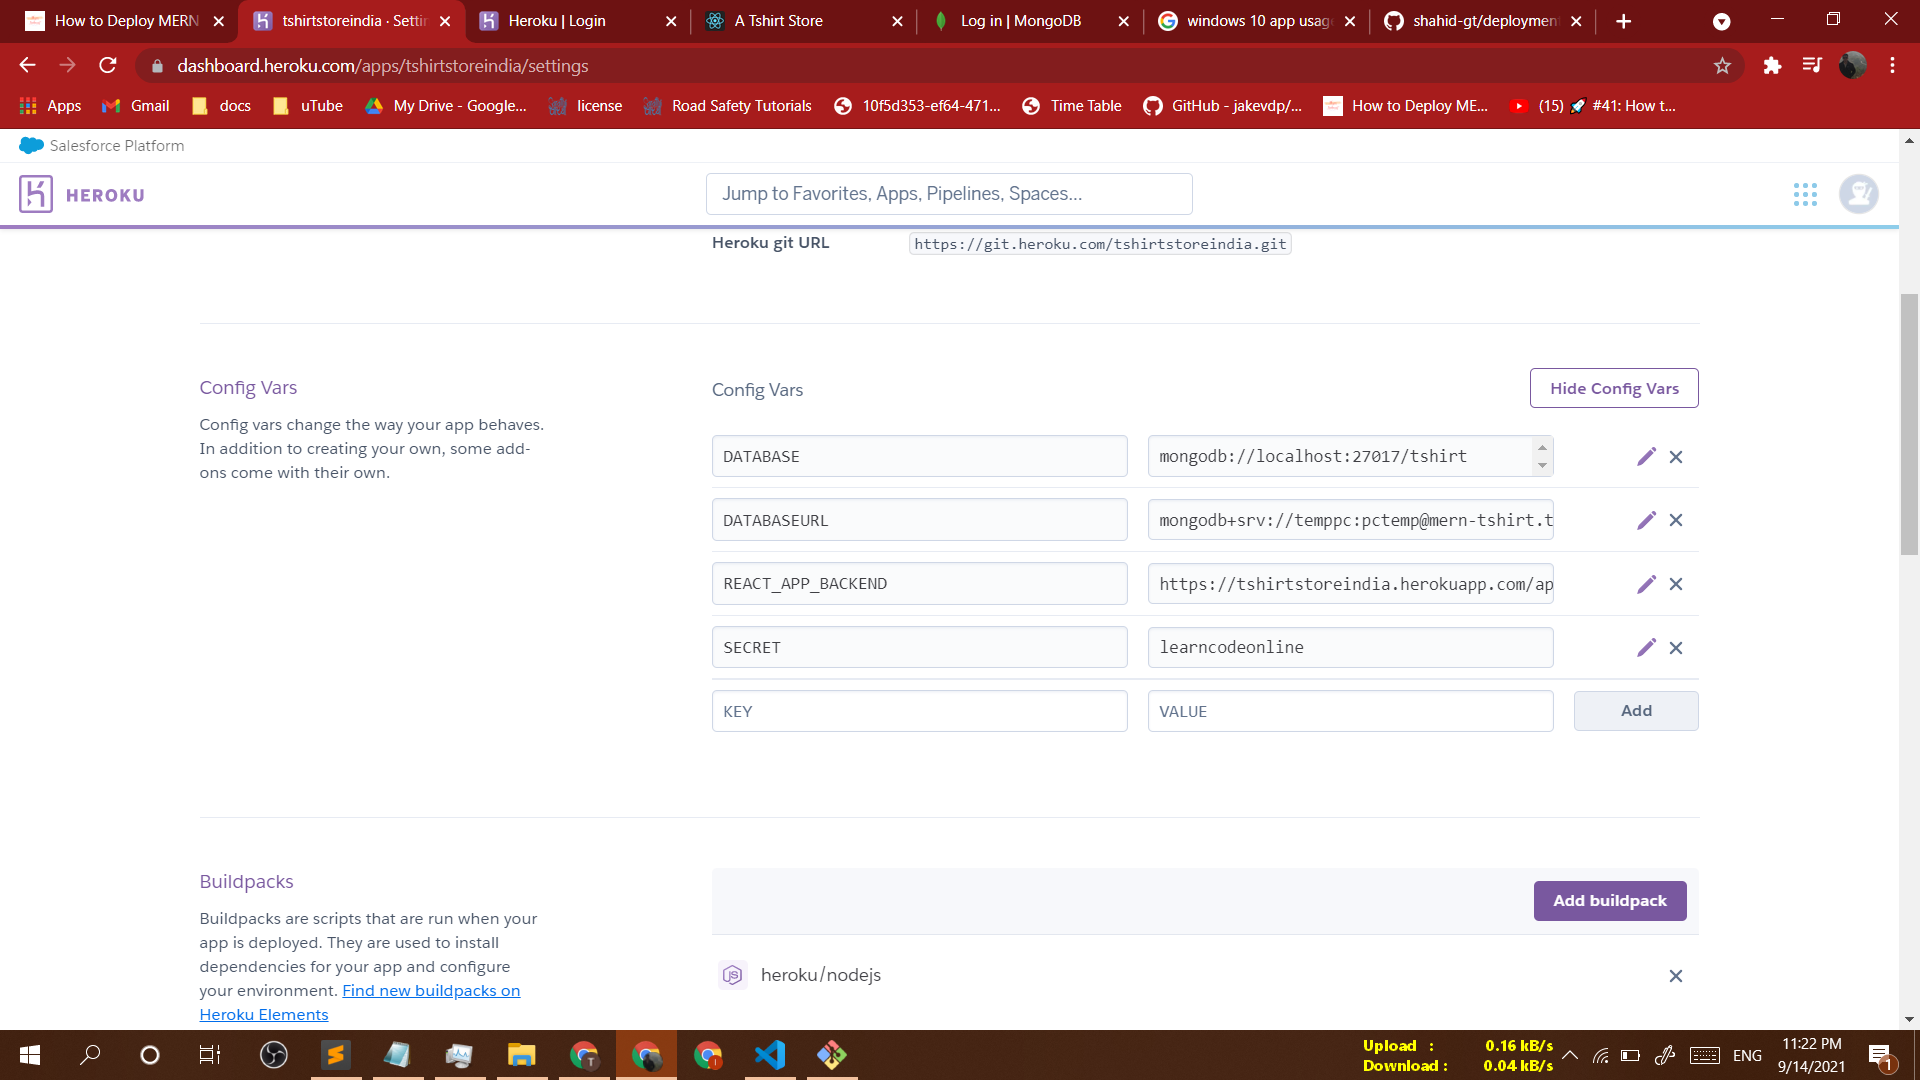 How to Deploy MERN
tshirtstoreindia · Settin
Heroku | Login
A Tshirt Store
Log in | MongoDB
windows 10 app usag
shahid-gt/deploymen
dashboard.heroku.com/apps/tshirtstoreindia/settings
Apps
Gmail
docs
uTube
My Drive - Google...
license
Road Safety Tutorials
10f5d353-ef64-471...
Time Table
GitHub - jakevdp/...
How to Deploy ME...
(15) 🚀 #41: How t...
Salesforce Platform
HEROKU
Jump to Favorites, Apps, Pipelines, Spaces...
Heroku git URL
https://git.heroku.com/tshirtstoreindia.git
Config Vars
Config vars change the way your app behaves.
In addition to creating your own, some add-
ons come with their own.
Config Vars
Hide Config Vars
DATABASE
mongodb://localhost:27017/tshirt
DATABASEURL
mongodb+srv://temppc:pctemp@mern-tshirt.t
REACT_APP_BACKEND
https://tshirtstoreindia.herokuapp.com/ap
SECRET
learncodeonline
KEY
VALUE
Add
Buildpacks
Buildpacks are scripts that are run when your
app is deployed. They are used to install
dependencies for your app and configure
your environment. Find new buildpacks on
Heroku Elements
Add buildpack
heroku/nodejs
Upload : 0.16 kB/s
Download : 0.04 kB/s
ENG
11:22 PM
9/14/2021
1